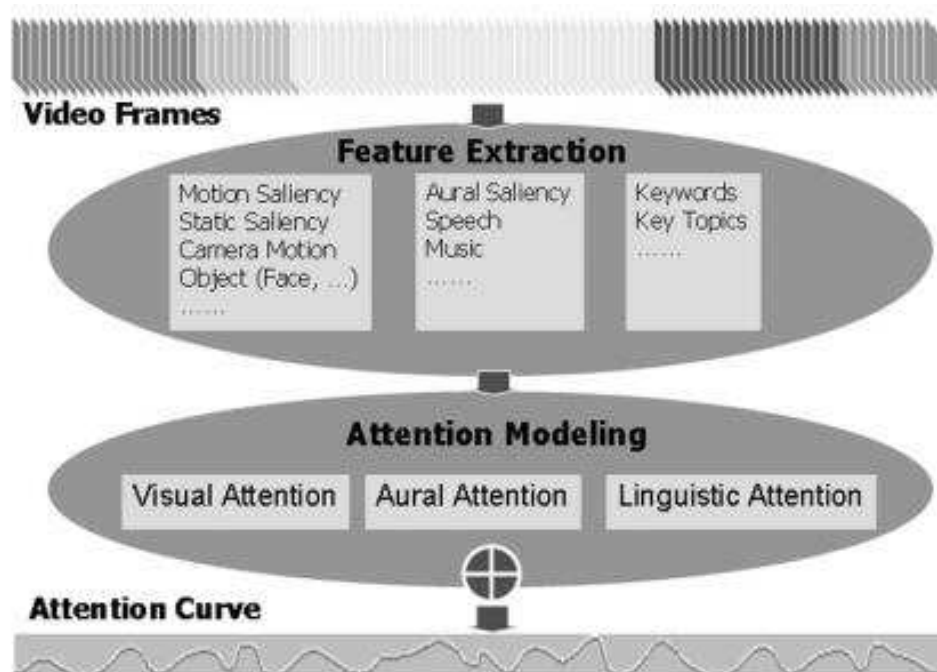 Video Frames
Feature Extraction
Motion Saliency
Static Saliency
Camera Motion
Object (Face, ...)
......
Aural Saliency
Speech
Music
......
Keywords
Key Topics
......
Attention Modeling
Visual Attention
Aural Attention
Linguistic Attention
Attention Curve